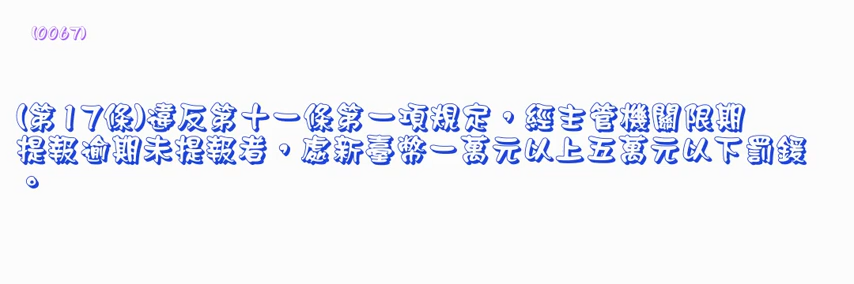 (0067)
(第17條)違反第十一條第一項規定，經主管機關限期
提報逾期未提報者，處新臺幣一萬元以上五萬元以下罰鍰
。